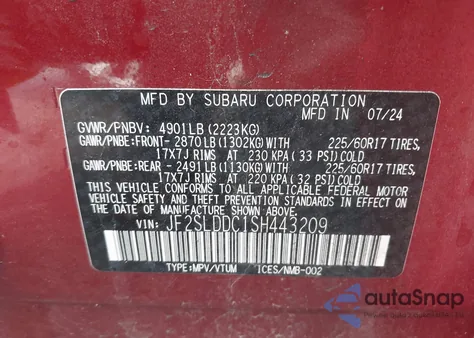 MFD BY SUBARU CORPORATION
MFD IN 07/24
GVWR/PNBV: 4901LB(2223KG)
GAWR/PNBE:FRONT-2870LB(1302KG)WITH 225/60R17 TIRES,
17X7J RIMS AT 230 KPA (33 PSI)COLD
GAWR/PNBE:REAR -2491LB(1130KG)WITH 225/60R17 TIRES,
17X7J RIMS AT 220 KPA (32 PSI)COLD
THIS VEHICLE CONFORMS TO ALL APPLICABLE FEDERAL MOTOR
VEHICLE SAFETY AND THEFT PREVENTION STANDARDS IN EFFECT
ON THE DATE OF MANUFACTURE SHOWN ABOVE.
VIN: JF2SLDDC1SH443209
TYPE:MPV/VTUM ICES/NMB-002
autoSnap